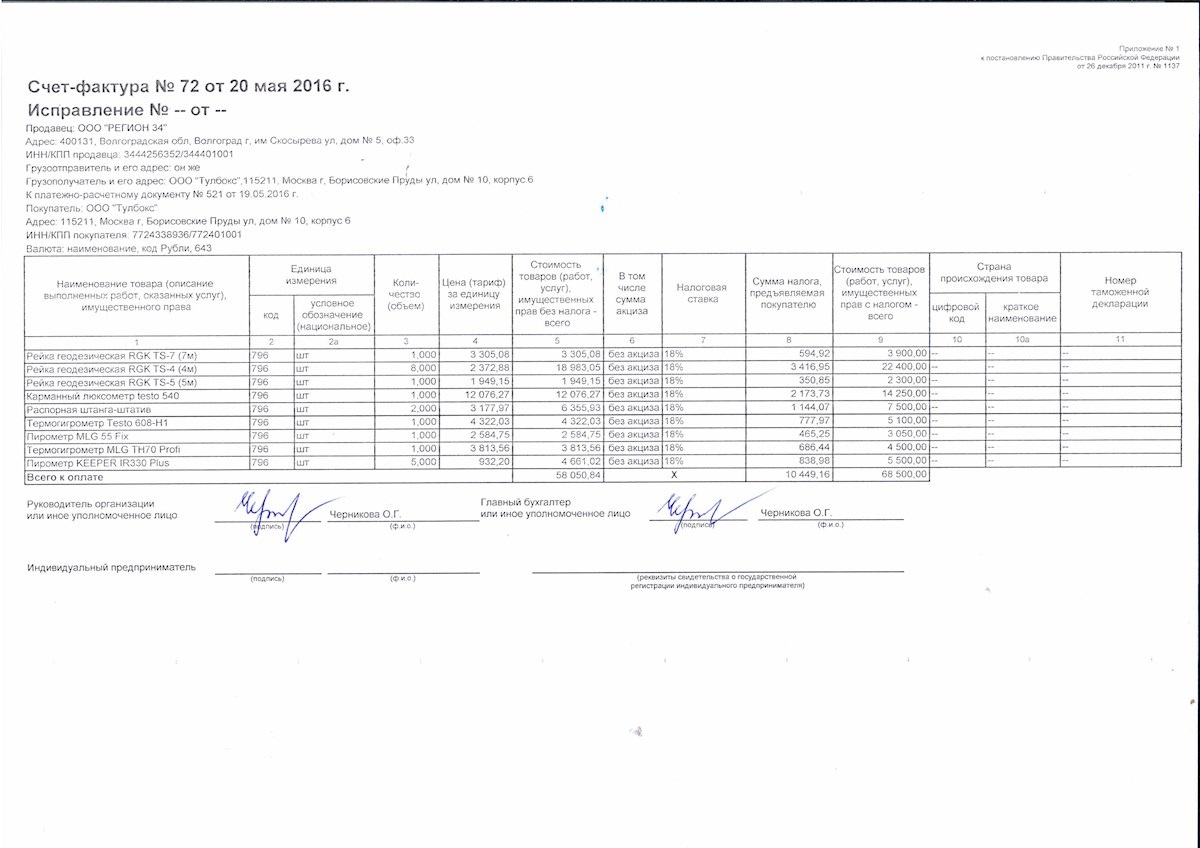 Приложение № 1
к постановлению Правительства Российской Федерации
от 26 декабря 2011 г. № 1137
Счет-фактура № 72 от 20 мая 2016 г.
Исправление № -- от --
Продавец: ООО "РЕГИОН 34"
Адрес: 400131, Волгоградская обл, Волгоград г, им Скосырева ул, дом № 5, оф.33
ИНН/КПП продавца: 3444256352/344401001
Грузоотправитель и его адрес: он же
Грузополучатель и его адрес: ООО "Тулбокс",115211, Москва г, Борисовские Пруды ул, дом № 10, корпус 6
К платежно-расчетному документу № 521 от 19.05.2016 г.
Покупатель: ООО "Тулбокс"
Адрес: 115211, Москва г, Борисовские Пруды ул, дом № 10, корпус 6
ИНН/КПП покупателя: 7724338936/772401001
Валюта: наименование, код Рубли, 643
Наименование товара (описание
выполненных работ, оказанных услуг),
имущественного права
Единица
измерения
код
условное
обозначение
(национальное)
Коли-
чество
(объем)
Цена (тариф)
за единицу
измерения
Стоимость
товаров (работ,
услуг),
имущественных
прав без налога -
всего
В том
числе
сумма
акциза
Налоговая
ставка
Сумма налога,
предъявляемая
покупателю
Стоимость товаров
(работ, услуг),
имущественных
прав с налогом -
всего
Страна
происхождения товара
цифровой
код
краткое
наименование
Номер
таможенной
декларации
1 2 2а 3 4 5 6 7 8 9 10 10а 11
Рейка геодезическая RGK TS-7 (7м) 796 шт 1,000 3 305,08 3 305,08 без акциза 18% 594,92 3 900,00 -- -- --
Рейка геодезическая RGK TS-4 (4м) 796 шт 8,000 2 372,88 18 983,05 без акциза 18% 3 416,95 22 400,00 -- -- --
Рейка геодезическая RGK TS-5 (5м) 796 шт 1,000 1 949,15 1 949,15 без акциза 18% 350,85 2 300,00 -- -- --
Карманный люксометр testo 540 796 шт 1,000 12 076,27 12 076,27 без акциза 18% 2 173,73 14 250,00 -- -- --
Распорная штанга-штатив 796 шт 2,000 3 177,97 6 355,93 без акциза 18% 1 144,07 7 500,00 -- -- --
Термогигрометр Testo 608-H1 796 шт 1,000 4 322,03 4 322,03 без акциза 18% 777,97 5 100,00 -- -- --
Пирометр MLG 55 Fix 796 шт 1,000 2 584,75 2 584,75 без акциза 18% 465,25 3 050,00 -- -- --
Термогигрометр MLG TH70 Profi 796 шт 1,000 3 813,56 3 813,56 без акциза 18% 686,44 4 500,00 -- -- --
Пирометр KEEPER IR330 Plus 796 шт 5,000 932,20 4 661,02 без акциза 18% 838,98 5 500,00 -- -- --
Всего к оплате 58 050,84 X 10 449,16 68 500,00
Руководитель организации
или иное уполномоченное лицо
(подпись)
Черникова О.Г.
(ф.и.о.)
Главный бухгалтер
или иное уполномоченное лицо
(подпись)
Черникова О.Г.
(ф.и.о.)
Индивидуальный предприниматель
(подпись)
(ф.и.о.)
(реквизиты свидетельства о государственной
регистрации индивидуального предпринимателя)